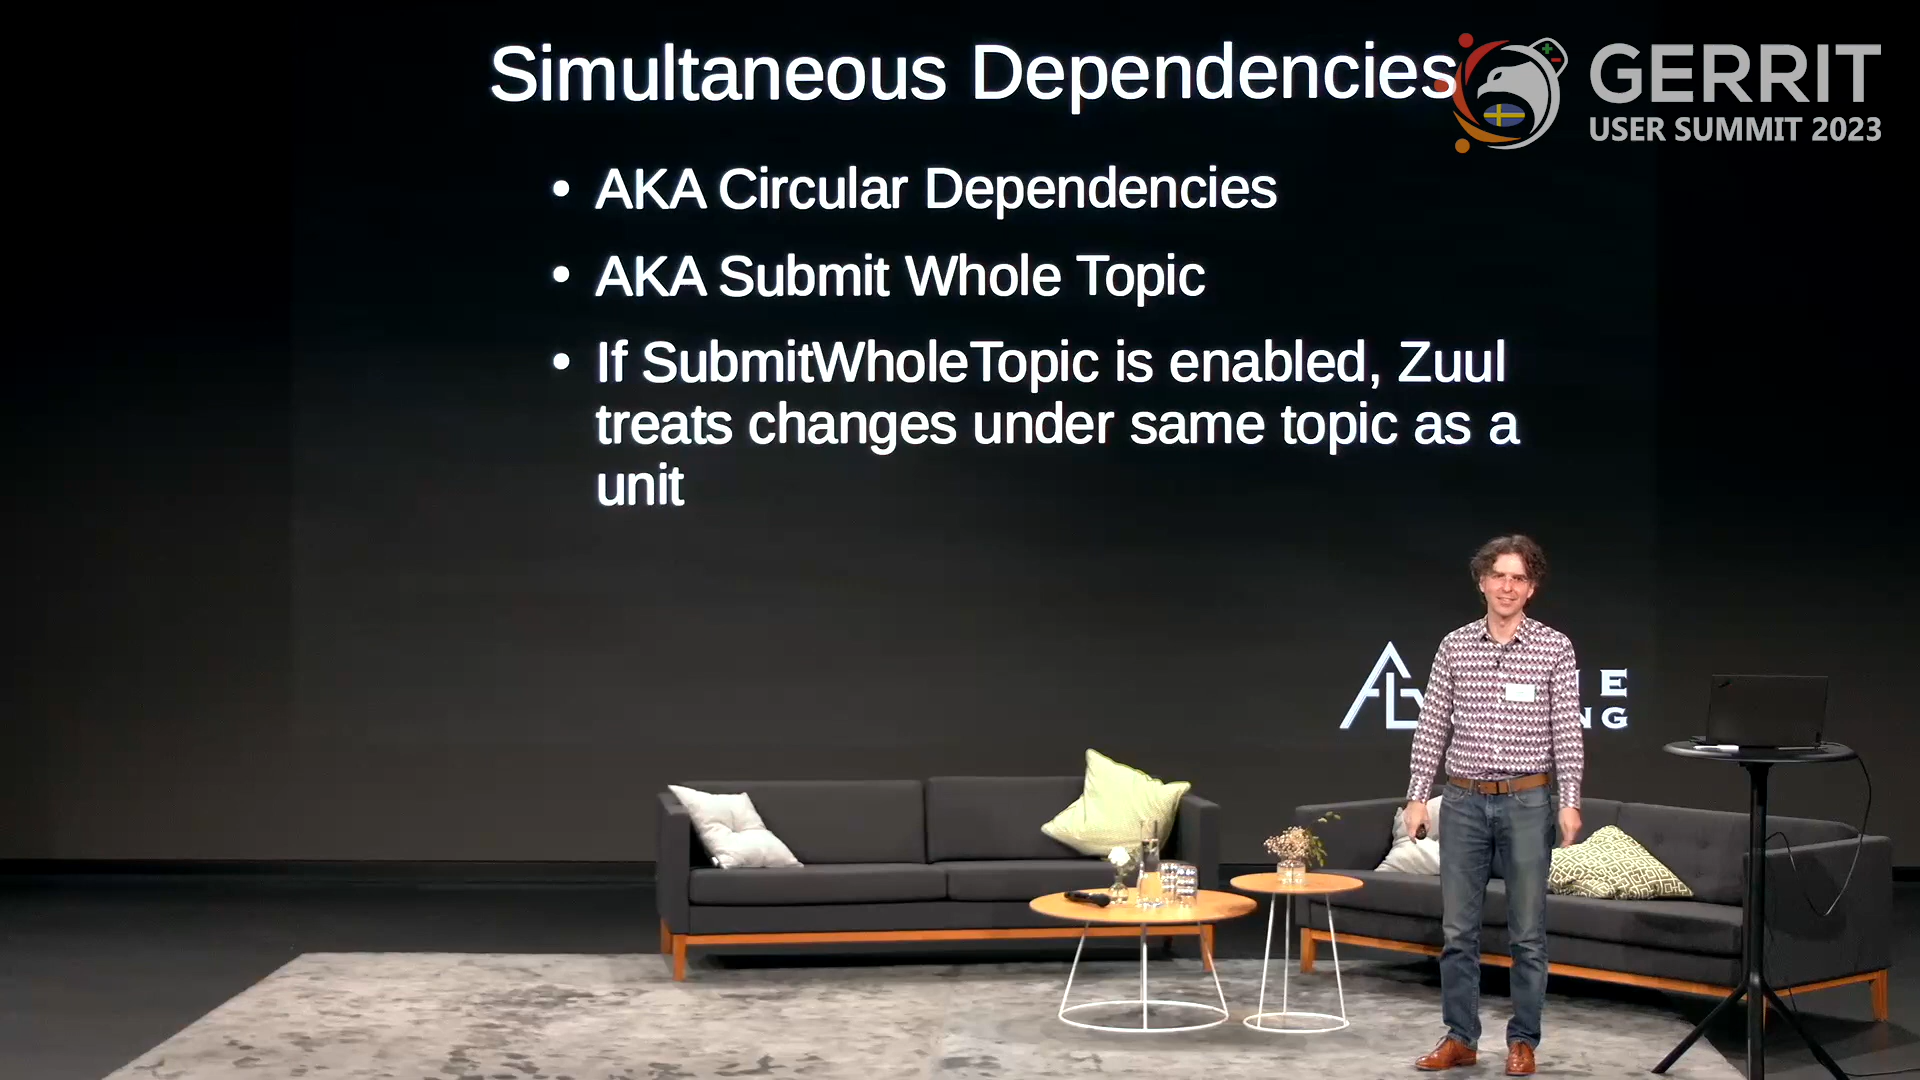 Simultaneous Dependencies
GERRIT
USER SUMMIT 2023
• AKA Circular Dependencies
• AKA Submit Whole Topic
• If SubmitWholeTopic is enabled, Zuul
treats changes under same topic as a
unit